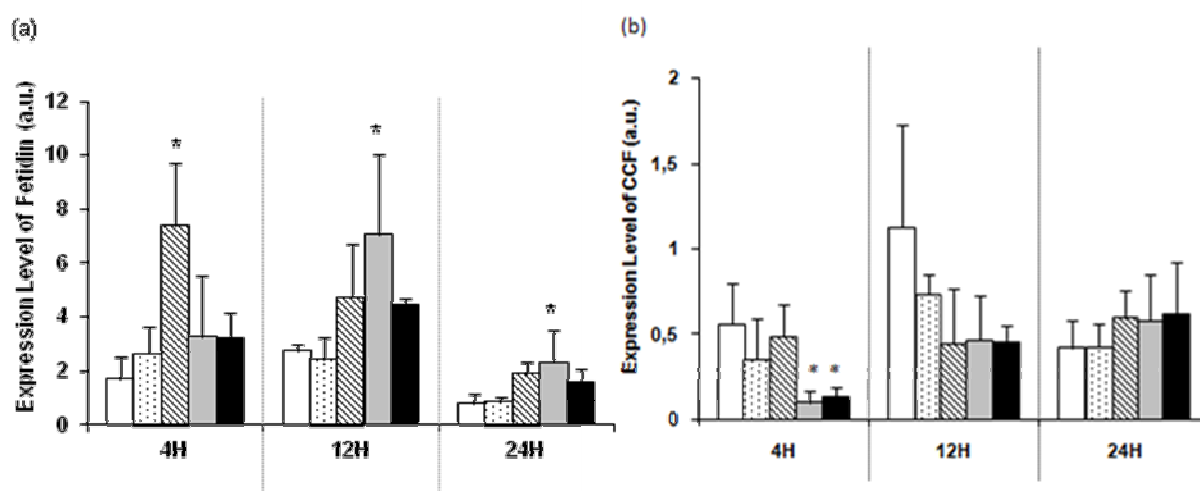 (a)
Expression Level of Fetidin (a.u.)
12
10
8
6
4
2
0
*
*
*
4H
12H
24H
(b)
Expression Level of CCF (a.u.)
2
1,5
1
0,5
0
* *
4H
12H
24H